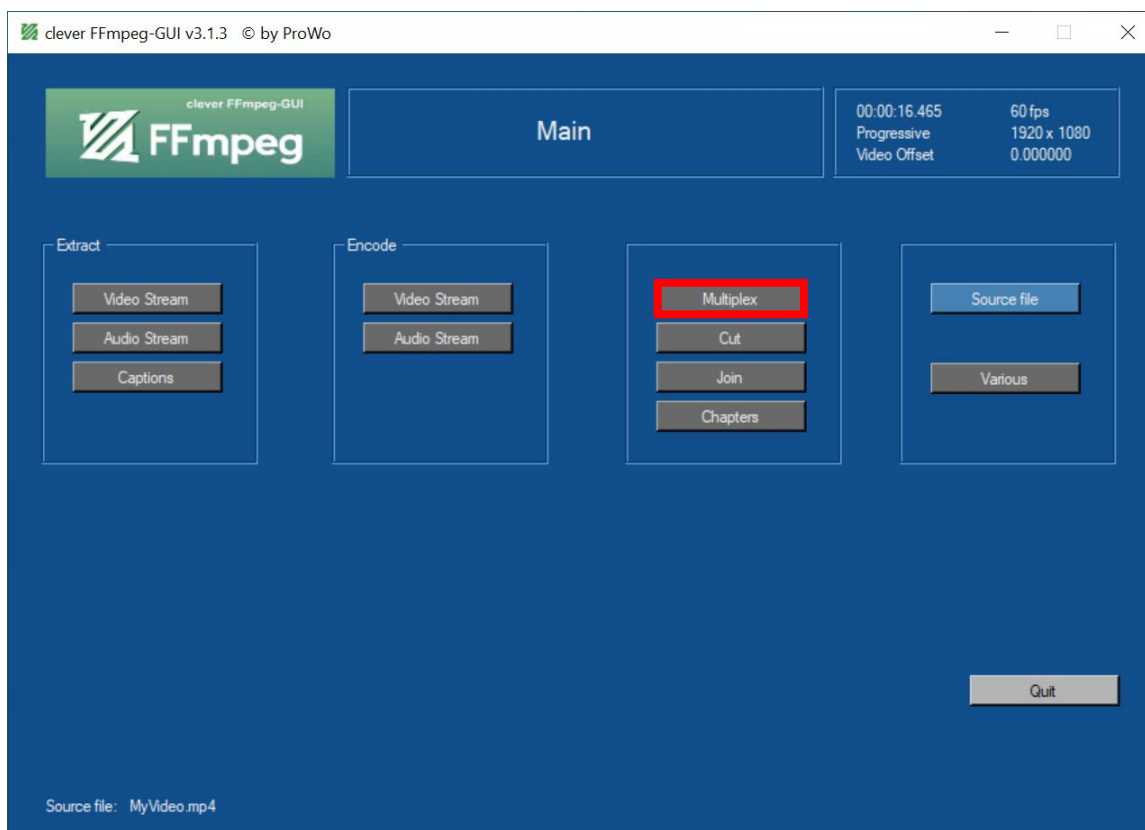 clever FFmpeg-GUI v3.1.3 © by ProWo
clever FFmpeg-GUI
FFmpeg
Main
00:00:16.465 60 fps
Progressive 1920 x 1080
Video Offset 0.000000
Extract
Video Stream
Audio Stream
Captions
Encode
Video Stream
Audio Stream
Multiplex
Cut
Join
Chapters
Source file
Various
Quit
Source file: MyVideo.mp4